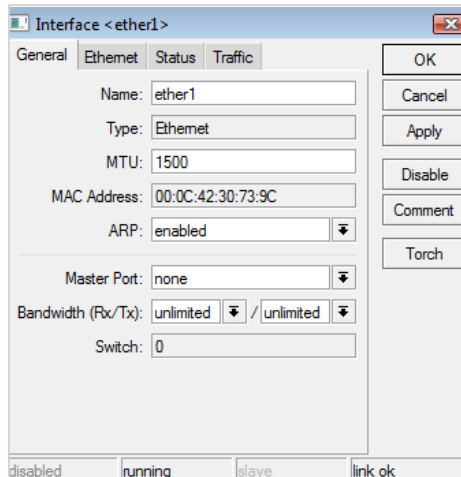 Interface <ether1>
General Ethernet Status Traffic
OK
Name: ether1
Cancel
Type: Ethernet
Apply
MTU: 1500
Disable
MAC Address: 00:0C:42:30:73:9C
Comment
ARP: enabled
Torch
Master Port: none
Bandwidth (Rx/Tx): unlimited / unlimited
Switch: 0
disabled running slave link ok